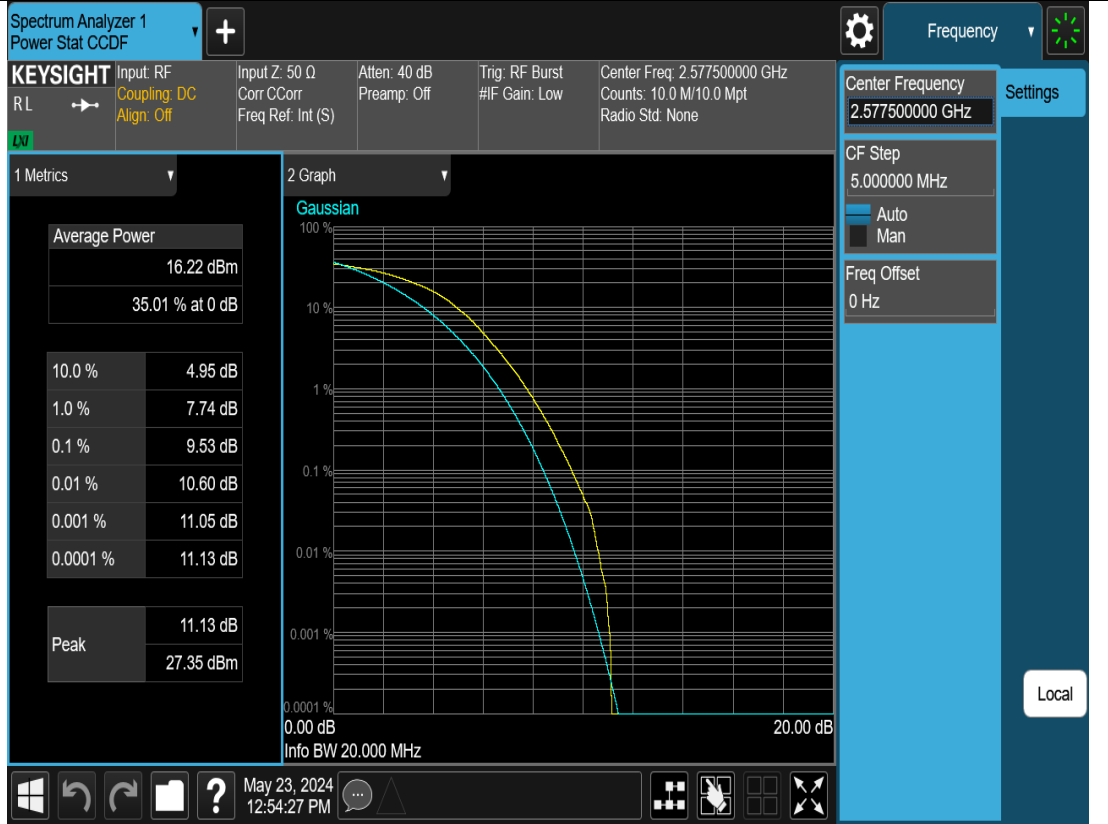 Spectrum Analyzer 1
Power Stat CCDF
+
Frequency
KEYSIGHT
R L
LXI
Input: RF
Coupling: DC
Align: Off
Input Z: 50 Ω
Corr CCorr
Freq Ref: Int (S)
Atten: 40 dB
Preamp: Off
Trig: RF Burst
#IF Gain: Low
Center Freq: 2.577500000 GHz
Counts: 10.0 M/10.0 Mpt
Radio Std: None
Center Frequency
2.577500000 GHz
Settings
CF Step
5.000000 MHz
Auto
Man
Freq Offset
0 Hz
1 Metrics
Average Power
16.22 dBm
35.01 % at 0 dB
10.0 % 4.95 dB
1.0 % 7.74 dB
0.1 % 9.53 dB
0.01 % 10.60 dB
0.001 % 11.05 dB
0.0001 % 11.13 dB
Peak
11.13 dB
27.35 dBm
2 Graph
Gaussian
100 %
10 %
1 %
0.1 %
0.01 %
0.001 %
0.0001 %
0.00 dB 20.00 dB
Info BW 20.000 MHz
Local
?
May 23, 2024
12:54:27 PM